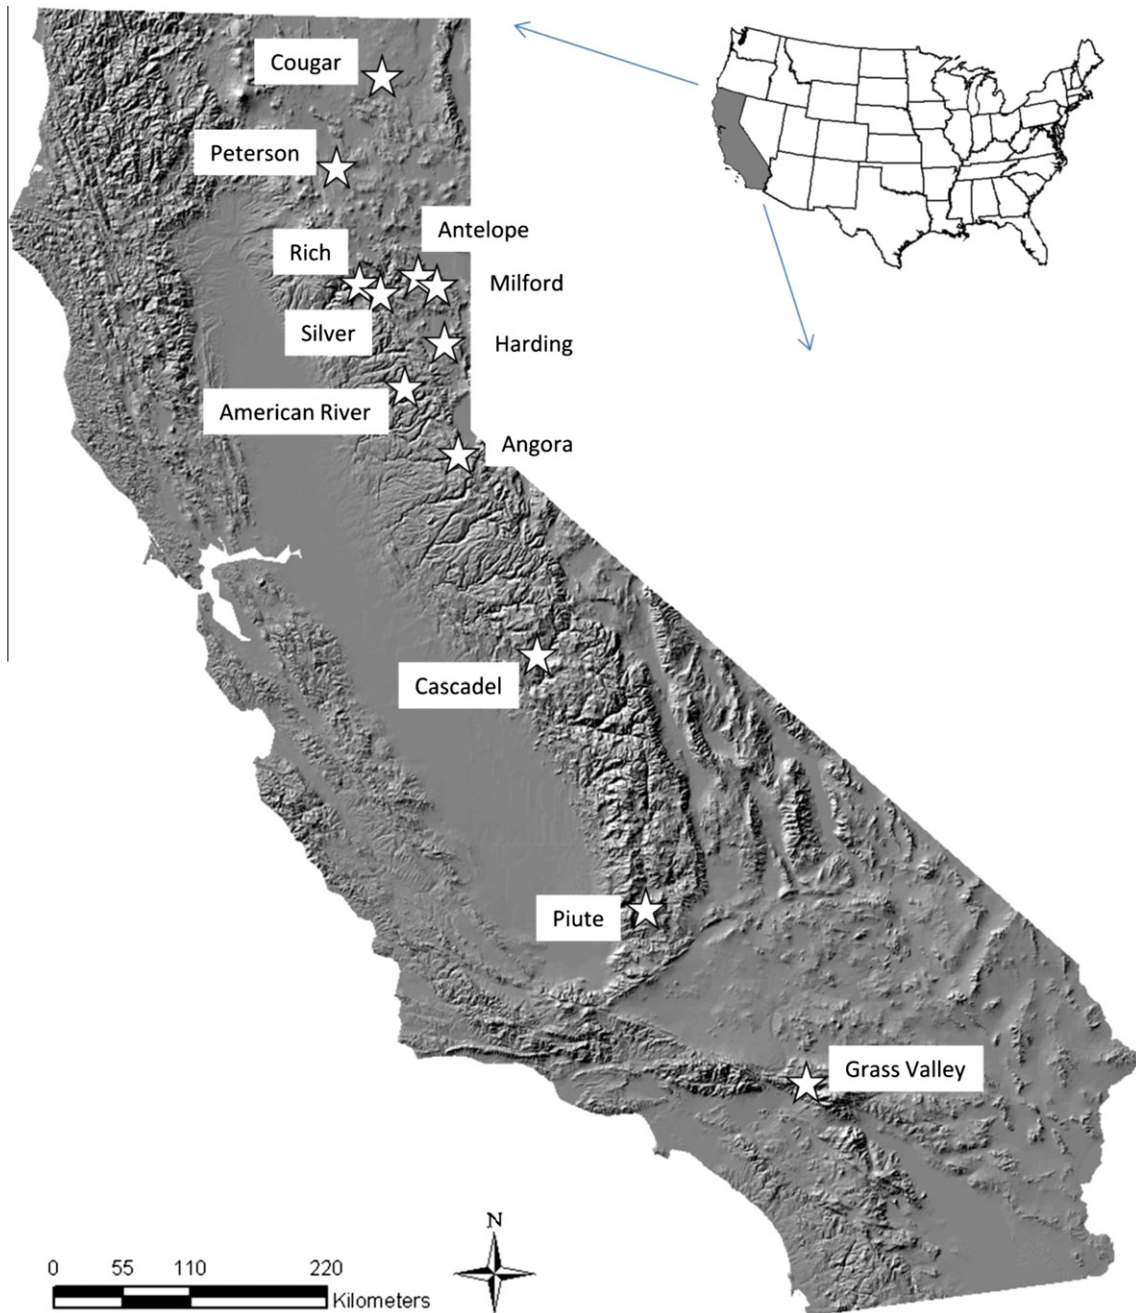 Cougar
Peterson
Antelope
Rich
Milford
Silver
Harding
American River
Angora
Cascadel
Piute
Grass Valley
N
0 55 110 220
Kilometers